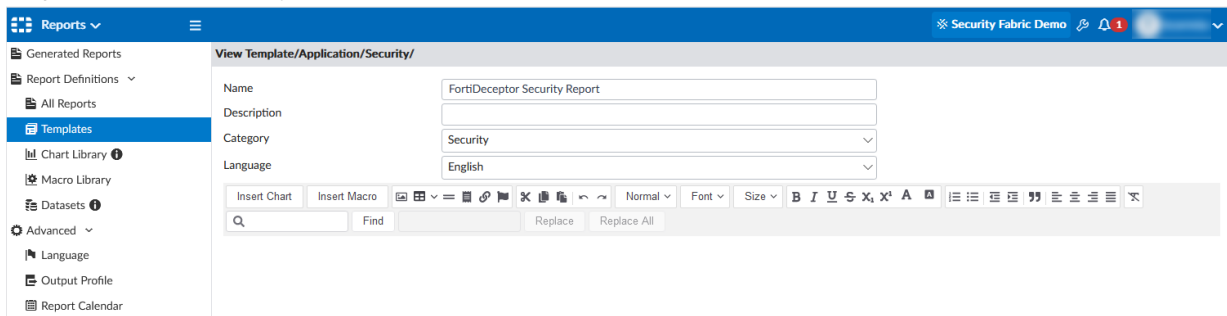 Reports
Security Fabric Demo 1
Generated Reports
Report Definitions
All Reports
Templates
Chart Library
Macro Library
Datasets
Advanced
Language
Output Profile
Report Calendar
View Template/Application/Security/
Name FortiDeceptor Security Report
Description
Category Security
Language English
Insert Chart Insert Macro Normal Font Size B I U S X₁ X¹ A A
Find Replace Replace All